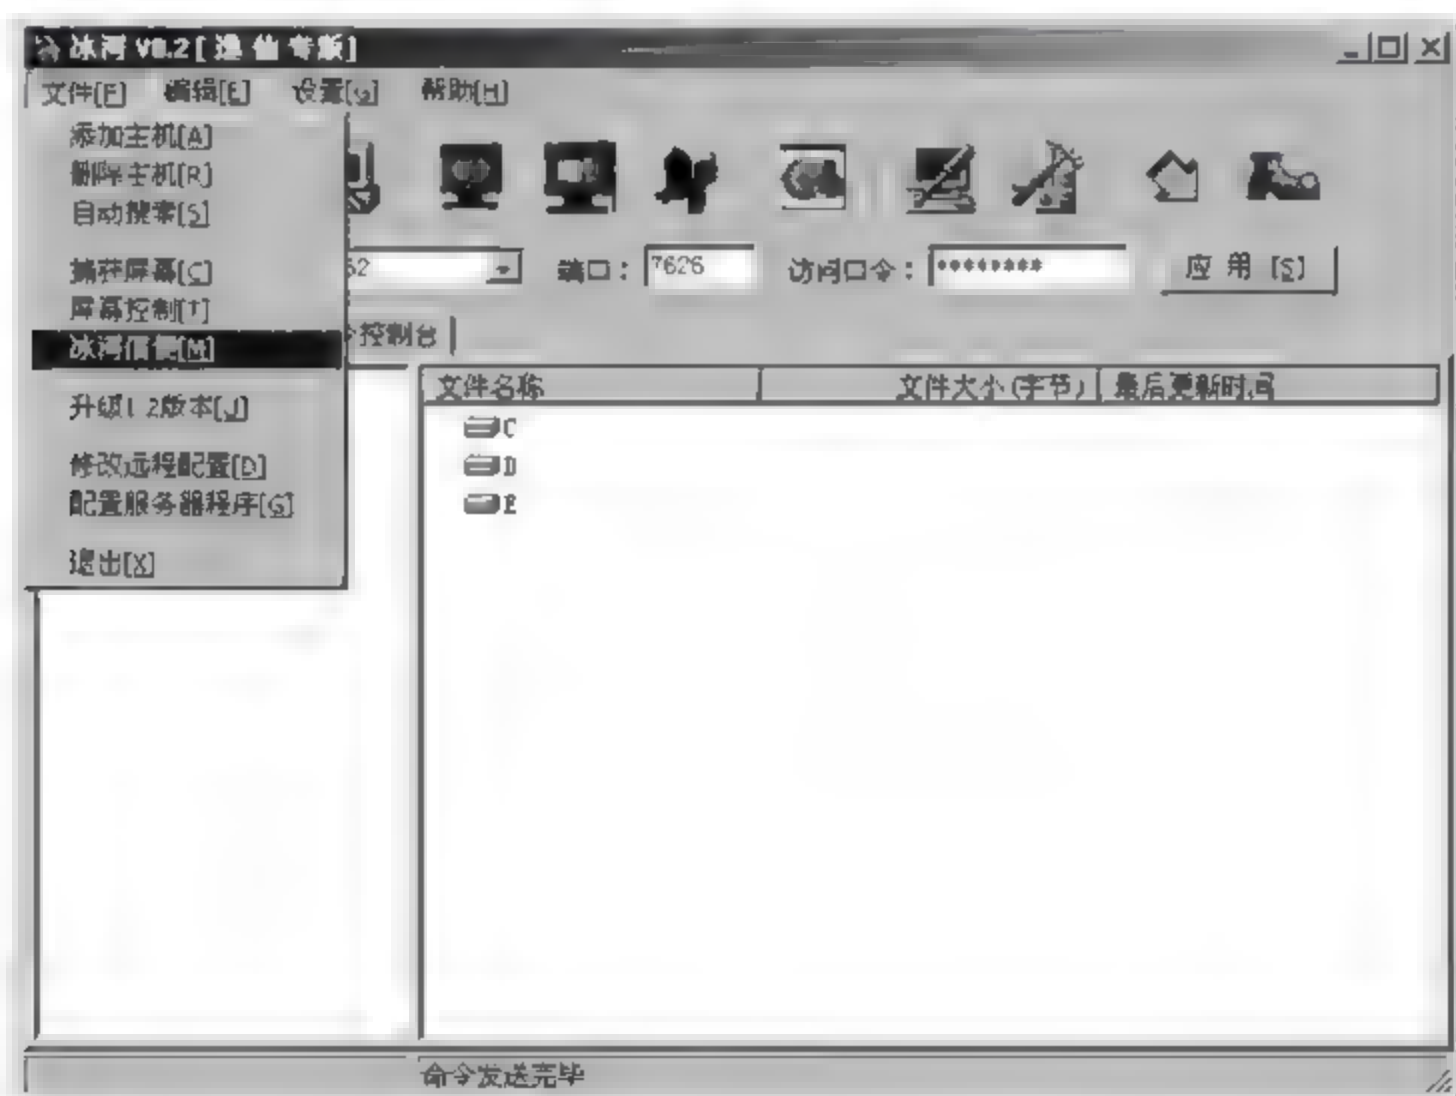 冰河 V8.2 [ 逸 仙 专版]
文件[F] 编辑[E] 设置[G] 帮助[H]
添加主机[A]
删除主机[R]
自动搜索[S]
捕获屏幕[C]
屏幕控制[T]
冰河信使[M]
升级1.2版本[J]
修改远程配置[D]
配置服务器程序[G]
退出[X]
端口： 7626 访问口令： ******** 应 用 [S]
控制台
文件名称 文件大小(字节) 最后更新时间
C
D
E
命令发送完毕